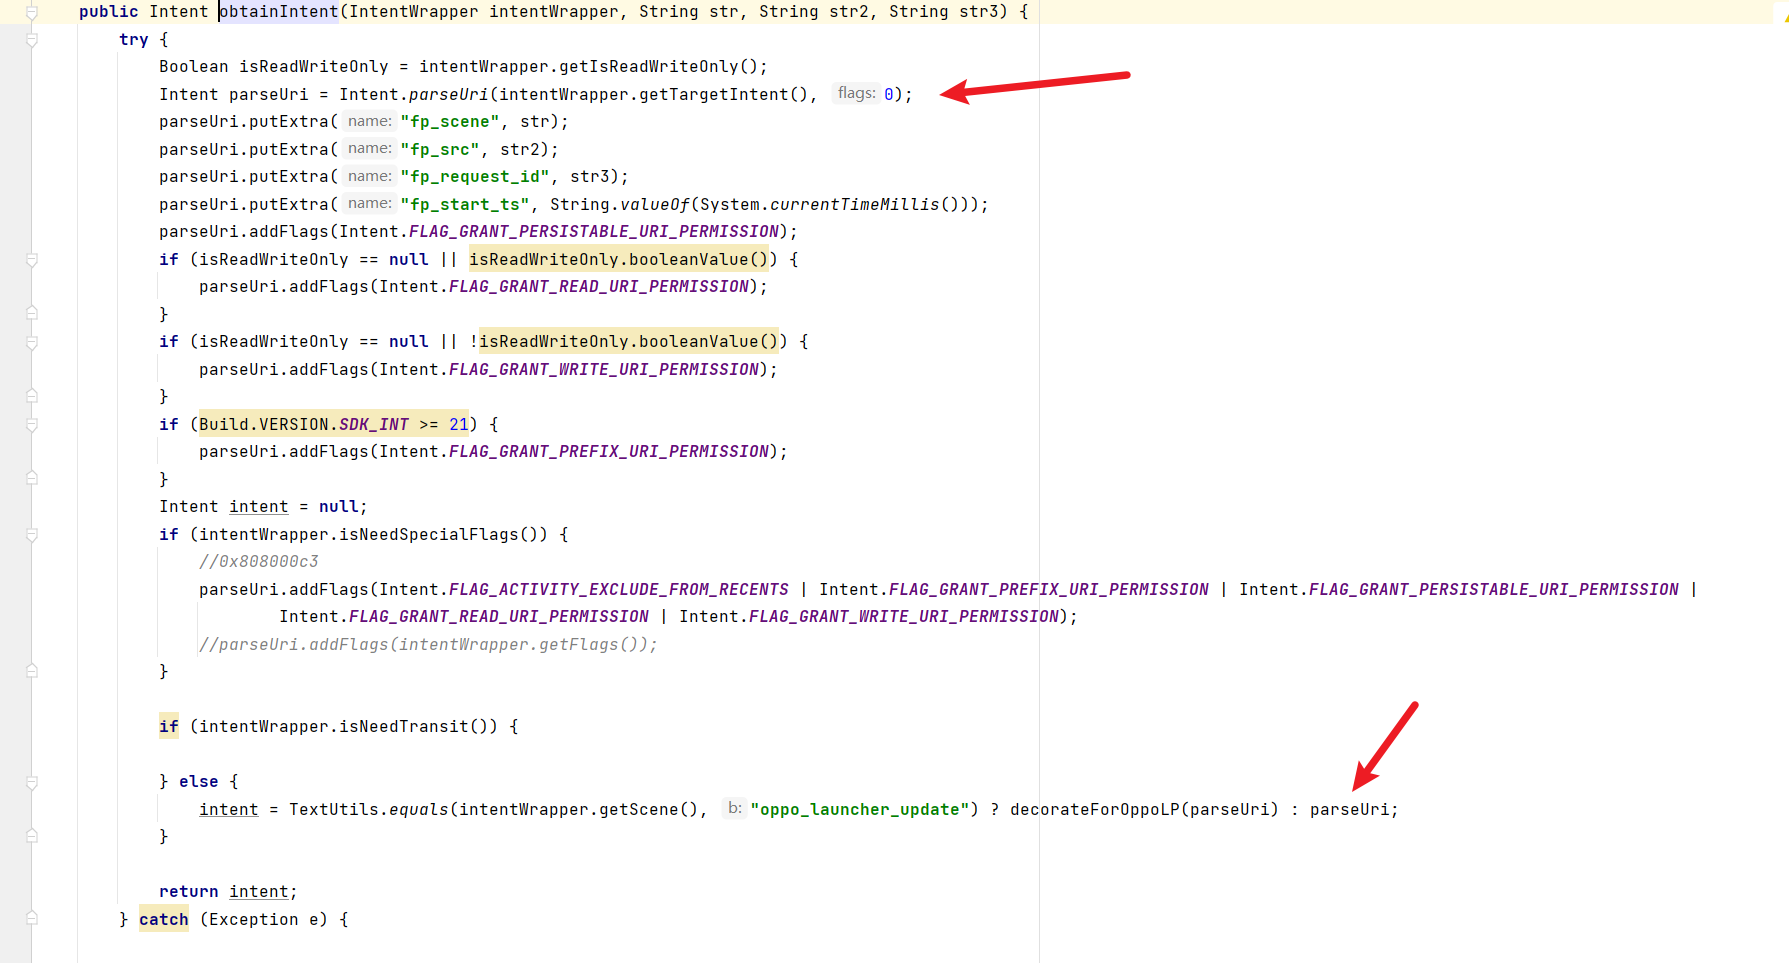 public Intent obtainIntent(IntentWrapper intentWrapper, String str, String str2, String str3) {
try {
Boolean isReadWriteOnly = intentWrapper.getIsReadWriteOnly();
Intent parseUri = Intent.parseUri(intentWrapper.getTargetIntent(), flags: 0);
parseUri.putExtra( name: "fp_scene", str);
parseUri.putExtra( name: "fp_src", str2);
parseUri.putExtra( name: "fp_request_id", str3);
parseUri.putExtra( name: "fp_start_ts", String.valueOf(System.currentTimeMillis()));
parseUri.addFlags(Intent.FLAG_GRANT_PERSISTABLE_URI_PERMISSION);
if (isReadWriteOnly == null || isReadWriteOnly.booleanValue()) {
parseUri.addFlags(Intent.FLAG_GRANT_READ_URI_PERMISSION);
}
if (isReadWriteOnly == null || !isReadWriteOnly.booleanValue()) {
parseUri.addFlags(Intent.FLAG_GRANT_WRITE_URI_PERMISSION);
}
if (Build.VERSION.SDK_INT >= 21) {
parseUri.addFlags(Intent.FLAG_GRANT_PREFIX_URI_PERMISSION);
}
Intent intent = null;
if (intentWrapper.isNeedSpecialFlags()) {
//0x808000c3
parseUri.addFlags(Intent.FLAG_ACTIVITY_EXCLUDE_FROM_RECENTS | Intent.FLAG_GRANT_PREFIX_URI_PERMISSION | Intent.FLAG_GRANT_PERSISTABLE_URI_PERMISSION |
Intent.FLAG_GRANT_READ_URI_PERMISSION | Intent.FLAG_GRANT_WRITE_URI_PERMISSION);
//parseUri.addFlags(intentWrapper.getFlags());
}
if (intentWrapper.isNeedTransit()) {
} else {
intent = TextUtils.equals(intentWrapper.getScene(), b: "oppo_launcher_update") ? decorateForOppoLP(parseUri) : parseUri;
}
return intent;
} catch (Exception e) {